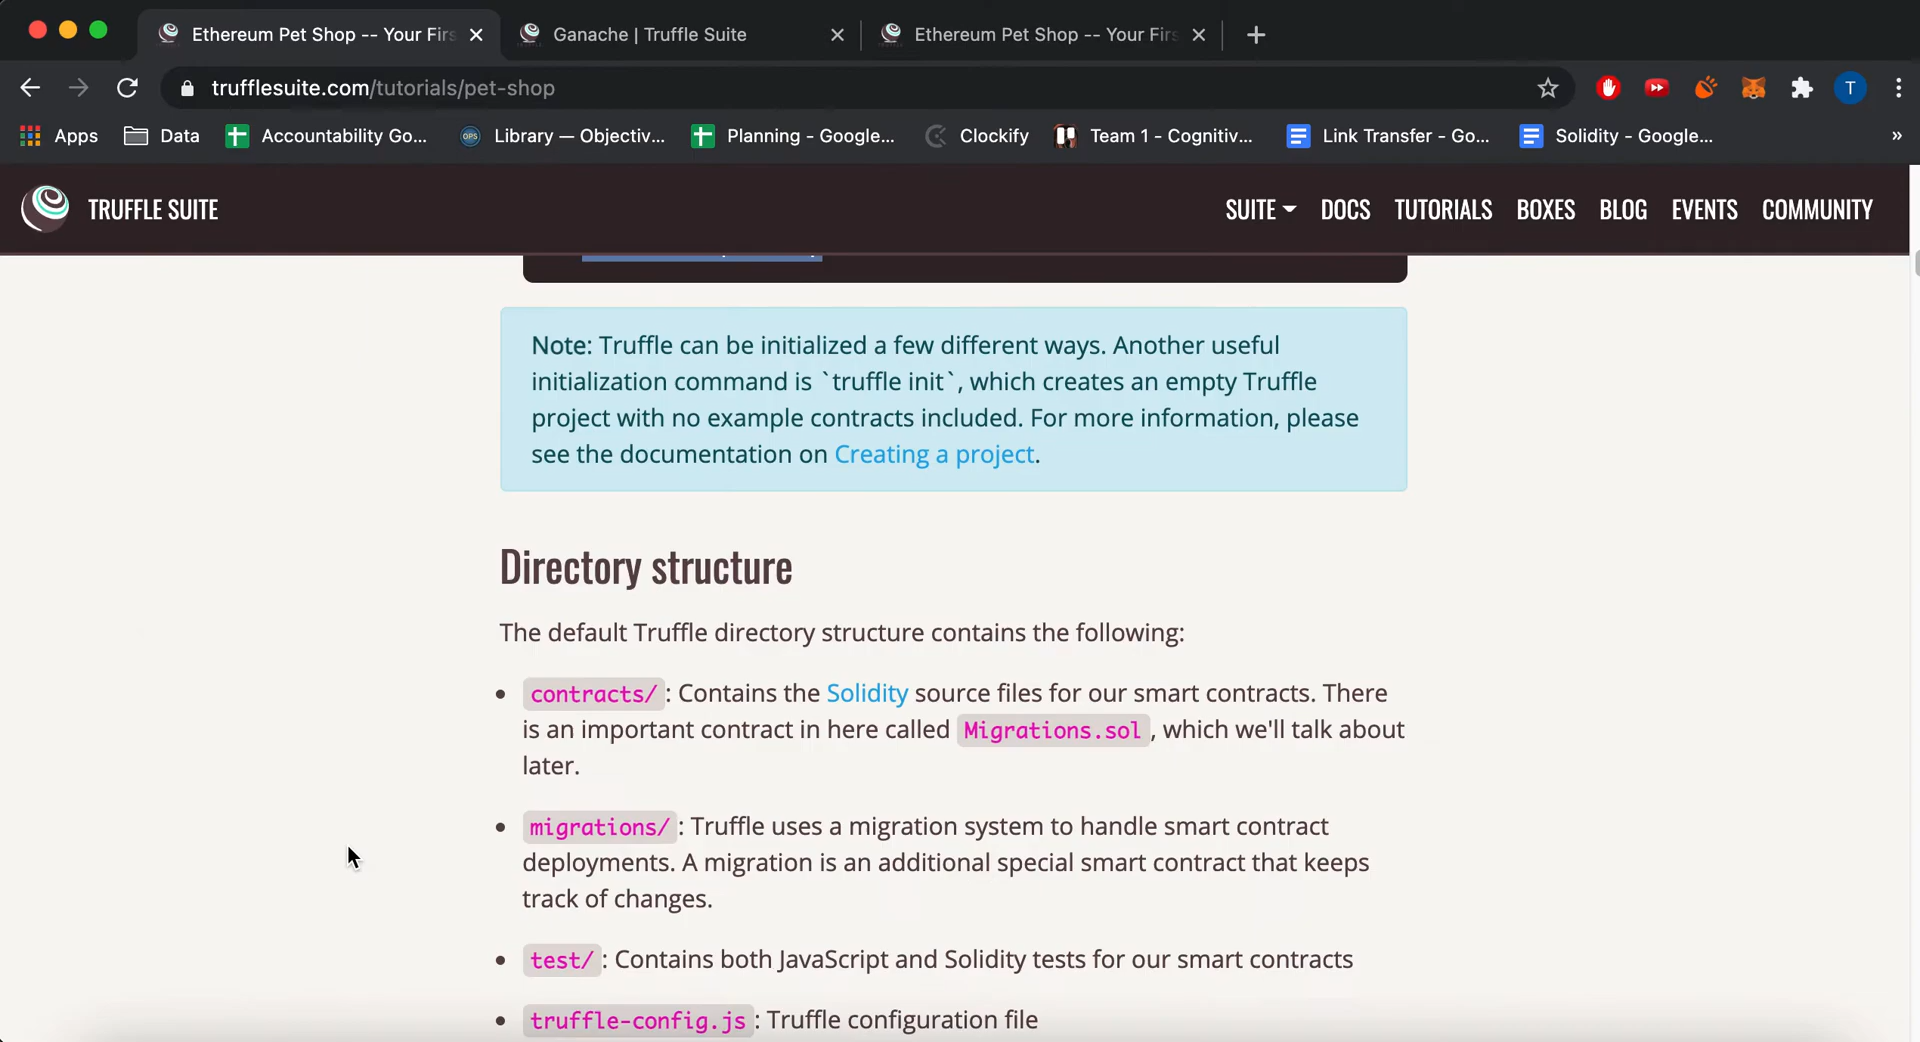 Ethereum Pet Shop -- Your Firs
Ganache | Truffle Suite
Ethereum Pet Shop -- Your Firs
trufflesuite.com/tutorials/pet-shop
T
Apps
Data
Accountability Go...
OPS
Library — Objectiv...
Planning - Google...
Clockify
Team 1 - Cognitiv...
Link Transfer - Go...
Solidity - Google...
»
TRUFFLE SUITE
SUITE
DOCS
TUTORIALS
BOXES
BLOG
EVENTS
COMMUNITY
Note: Truffle can be initialized a few different ways. Another useful
initialization command is `truffle init`, which creates an empty Truffle
project with no example contracts included. For more information, please
see the documentation on Creating a project.
Directory structure
The default Truffle directory structure contains the following:
• contracts/ : Contains the Solidity source files for our smart contracts. There
is an important contract in here called Migrations.sol , which we'll talk about
later.
• migrations/ : Truffle uses a migration system to handle smart contract
deployments. A migration is an additional special smart contract that keeps
track of changes.
• test/ : Contains both JavaScript and Solidity tests for our smart contracts
• truffle-config.js : Truffle configuration file